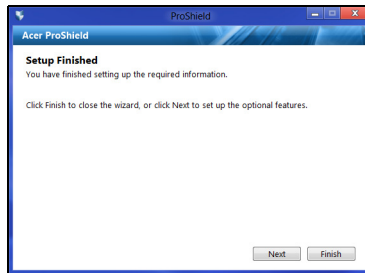 ProShield
Acer ProShield
Setup Finished
You have finished setting up the required information.
Click Finish to close the wizard, or click Next to set up the optional features.
Next Finish